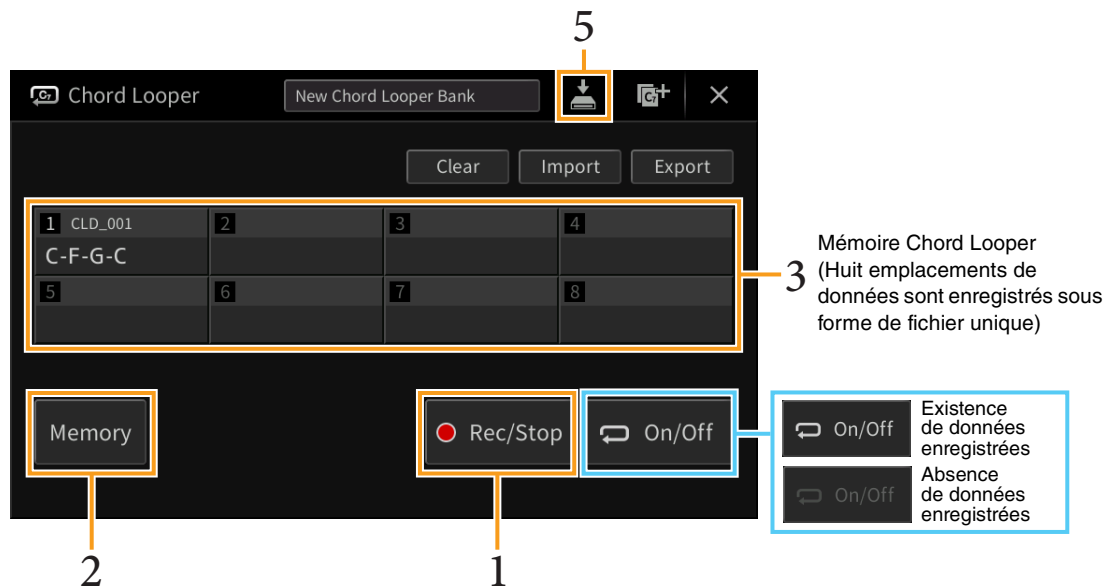 5
Chord Looper
New Chord Looper Bank
Clear
Import
Export
1 CLD_001
C-F-G-C
2
3
4
5
6
7
8
3
Mémoire Chord Looper
(Huit emplacements de
données sont enregistrés sous
forme de fichier unique)
Memory
Rec/Stop
On/Off
On/Off
Existence
de données
enregistrées
On/Off
Absence
de données
enregistrées
2
1